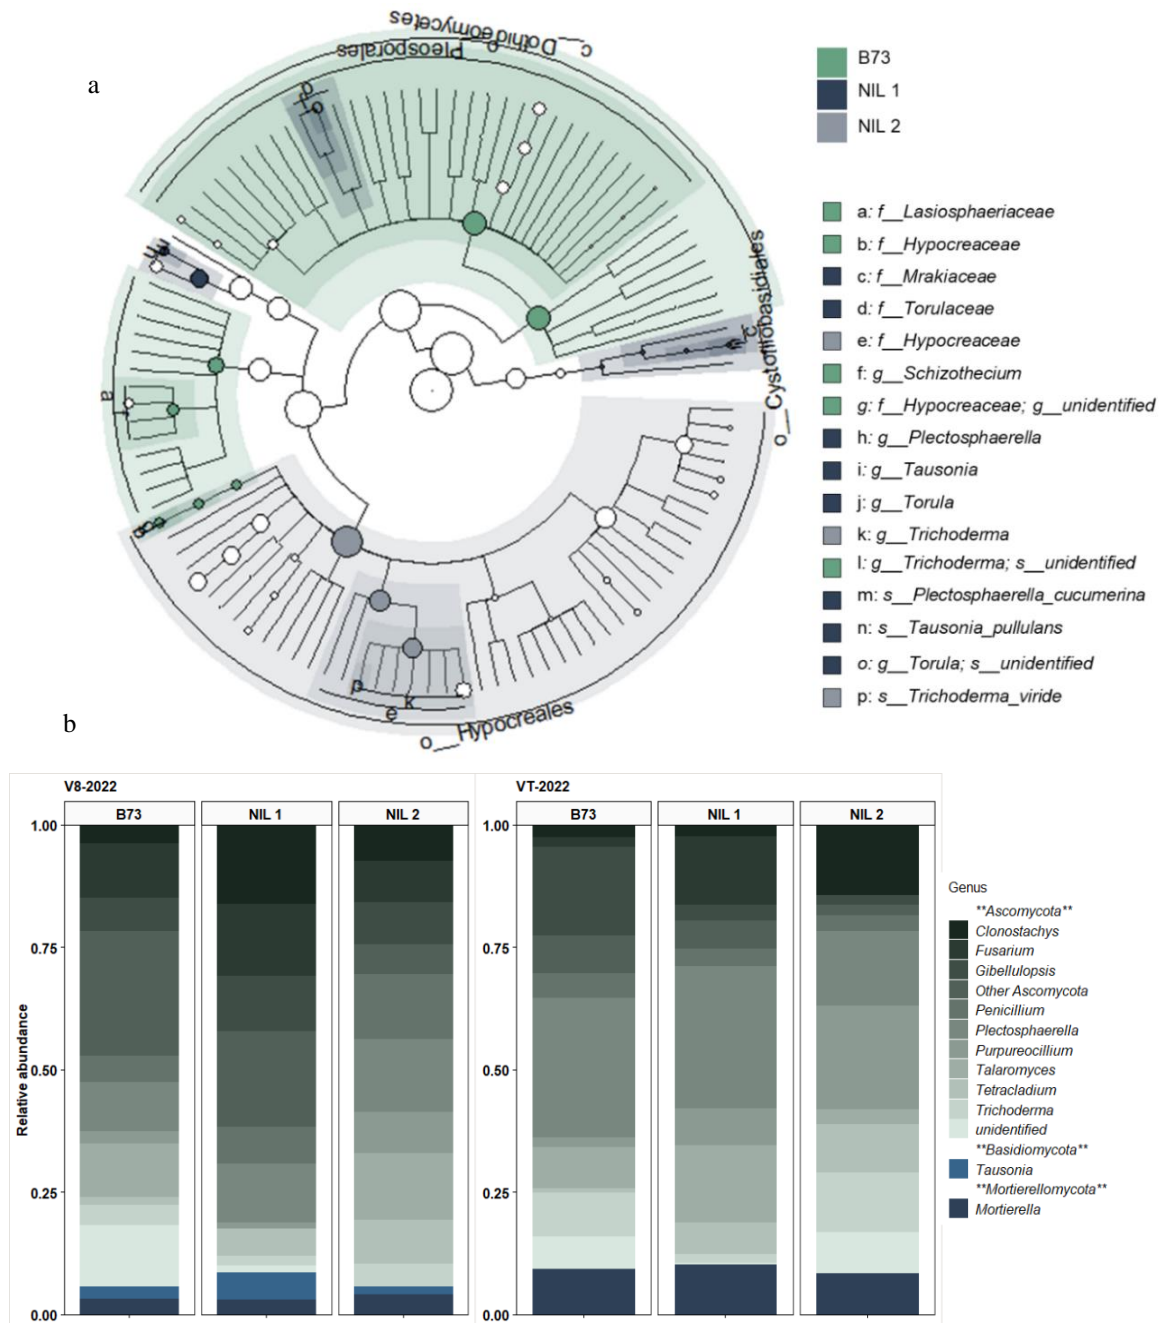 a
c__Dothideomycetes
o__Pleosporales
B73
NIL 1
NIL 2
o__Cystofilobasidiales
a: f__Lasiosphaeriaceae
b: f__Hypocreaceae
c: f__Mrakiaceae
d: f__Torulaceae
e: f__Hypocreaceae
f: g__Schizothecium
g: f__Hypocreaceae; g__unidentified
h: g__Plectosphaerella
i: g__Tausonia
j: g__Torula
k: g__Trichoderma
l: g__Trichoderma; s__unidentified
m: s__Plectosphaerella_cucumerina
n: s__Tausonia_pullulans
o: g__Torula; s__unidentified
p: s__Trichoderma_viride
c
a
p
k
e
o__Hypocreales
b
V8-2022
VT-2022
B73
NIL 1
NIL 2
B73
NIL 1
NIL 2
1.00
0.75
0.50
0.25
0.00
Relative abundance
1.00
0.75
0.50
0.25
0.00
Genus
**Ascomycota**
Clonostachys
Fusarium
Gibellulopsis
Other Ascomycota
Penicillium
Plectosphaerella
Purpureocillium
Talaromyces
Tetracladium
Trichoderma
unidentified
**Basidiomycota**
Tausonia
**Mortierellomycota**
Mortierella